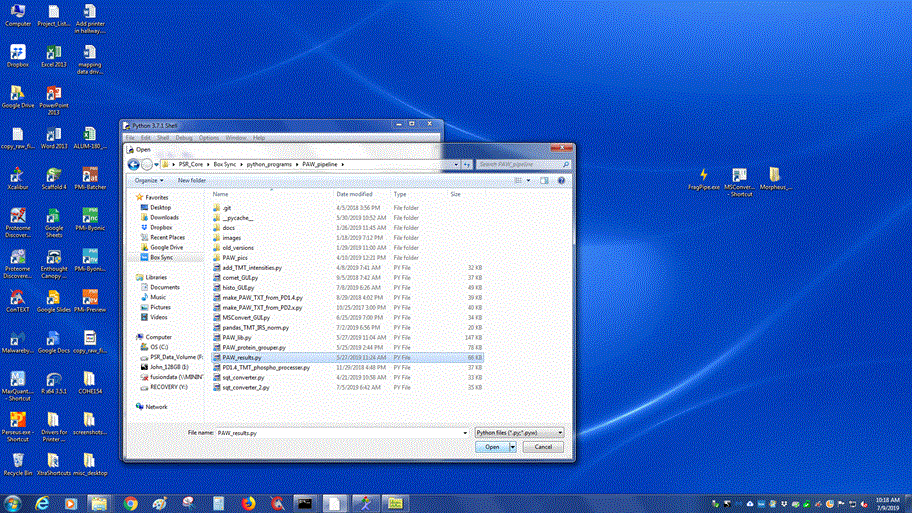 Computer
Project_List...
Add printer
in hallway...
Dropbox
Excel 2013
mapping
data driv...
Google Drive
PowerPoint
2013
copy_raw_fi...
Word 2013
ALUM-180_...
Xcalibur
Scaffold 4
PMi-Batcher
Proteome
Discover...
Google
Sheets
PMi-Byonic
Proteome
Discovere...
Enthought
Canopy ...
PMi-Byoni...
ConTEXT
Google Slides
PMi-Preview
Malwareby...
Google Docs
copy_raw_fi...
MaxQuant...
- Shortcut
R x64 3.5.1
COHE154
Perseus.exe -
Shortcut
Drivers for
Printer ...
screenshots...
Recycle Bin
XtraShortcuts
misc_desktop
FragPipe.exe
MSConver...
- Shortcut
Morpheus_...
Python 3.7.1 Shell
File Edit Shell Debug Options Window Help
Open
PSR_Core
Box Sync
python_programs
PAW_pipeline
Search PAW_pipeline
Organize
New folder
Name Date modified Type Size
Favorites
Desktop
Downloads
Dropbox
Recent Places
Google Drive
Box Sync
Libraries
Documents
Music
Pictures
Videos
Computer
OS (C:)
PSR_Data_Volume (F:
John_128GB (I:)
fusiondata (\\MININT
RECOVERY (Y:)
Network
.git 4/5/2018 3:56 PM File folder
__pycache__ 5/30/2019 10:52 AM File folder
docs 1/26/2019 11:45 AM File folder
images 1/18/2019 7:12 PM File folder
old_versions 1/29/2019 11:00 AM File folder
PAW_pics 4/10/2019 12:21 PM File folder
add_TMT_intensities.py 4/8/2019 7:41 AM PY File 32 KB
comet_GUI.py 9/5/2018 7:42 AM PY File 37 KB
histo_GUI.py 7/8/2019 6:26 AM PY File 49 KB
make_PAW_TXT_from_PD1.4.py 8/29/2018 4:02 PM PY File 39 KB
make_PAW_TXT_from_PD2.x.py 10/25/2017 3:00 PM PY File 40 KB
MSConvert_GUI.py 6/25/2019 7:00 PM PY File 34 KB
pandas_TMT_IRS_norm.py 7/2/2019 6:56 PM PY File 20 KB
PAW_lib.py 5/27/2019 11:04 AM PY File 147 KB
PAW_protein_grouper.py 5/25/2019 2:44 PM PY File 78 KB
PAW_results.py 5/27/2019 11:26 AM PY File 66 KB
PD1.4_TMT_phospho_processer.py 11/29/2018 4:48 PM PY File 37 KB
sqt_converter.py 4/21/2019 10:58 AM PY File 33 KB
sqt_converter_2.py 7/5/2019 6:42 AM PY File 35 KB
File name: PAW_results.py
Python files (*.py;*.pyw)
Open
Cancel
10:18 AM
7/9/2019